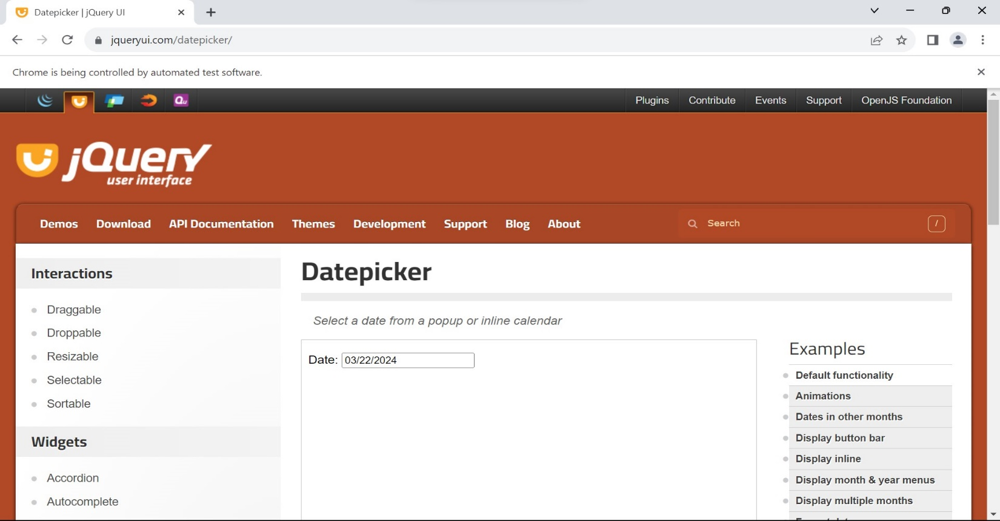 Datepicker | jQuery UI
jqueryui.com/datepicker/
Chrome is being controlled by automated test software.
Qu
Plugins Contribute Events Support OpenJS Foundation
jQuery
user interface
Demos Download API Documentation Themes Development Support Blog About Search /
Interactions
Draggable
Droppable
Resizable
Selectable
Sortable
Widgets
Accordion
Autocomplete
Datepicker
Select a date from a popup or inline calendar
Date: 03/22/2024
Examples
Default functionality
Animations
Dates in other months
Display button bar
Display inline
Display month & year menus
Display multiple months